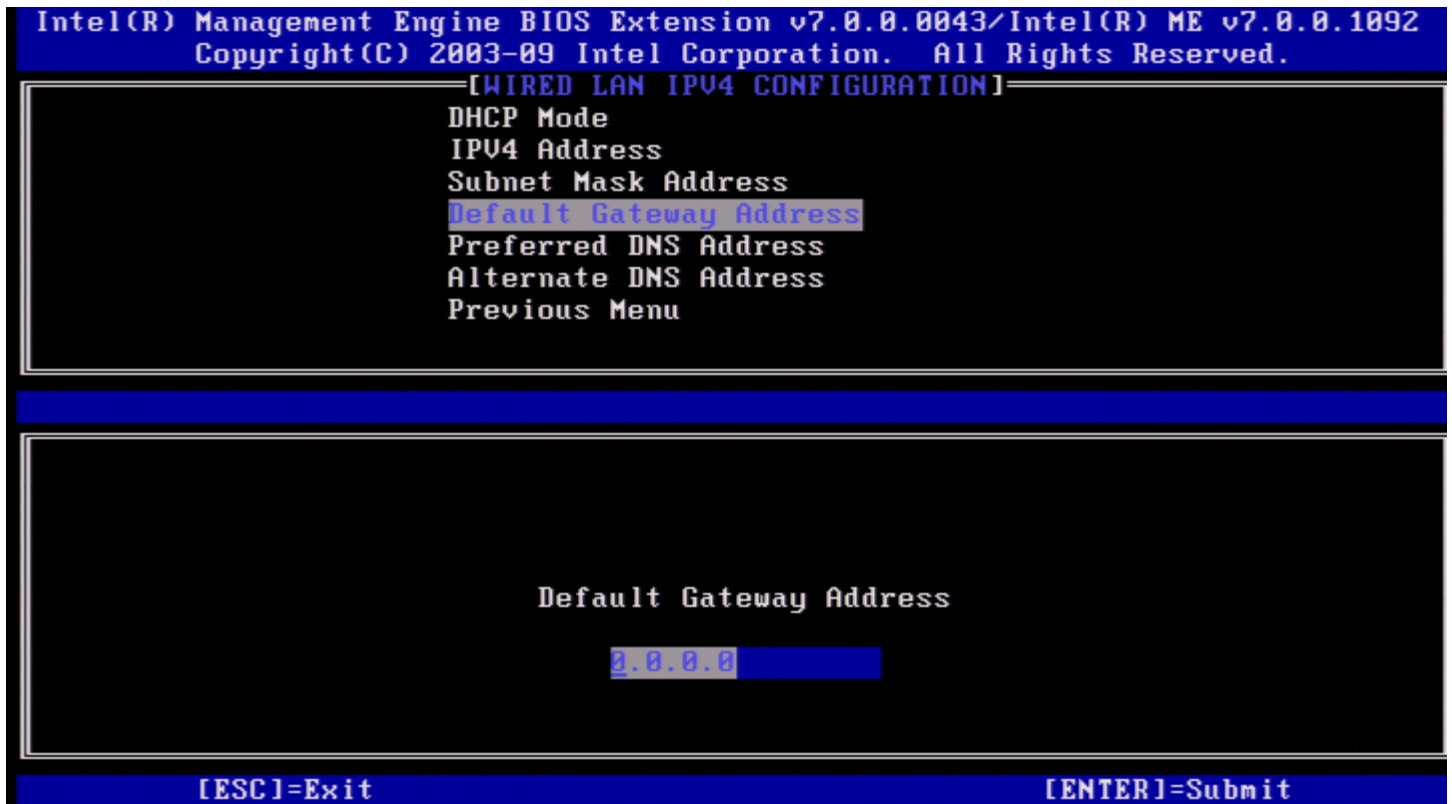 Intel(R) Management Engine BIOS Extension v7.0.0.0043/Intel(R) ME v7.0.0.1092
Copyright(C) 2003-09 Intel Corporation. All Rights Reserved.
[WIRED LAN IPV4 CONFIGURATION]
DHCP Mode
IPV4 Address
Subnet Mask Address
Default Gateway Address
Preferred DNS Address
Alternate DNS Address
Previous Menu
Default Gateway Address
0.0.0.0
[ESC]=Exit [ENTER]=Submit